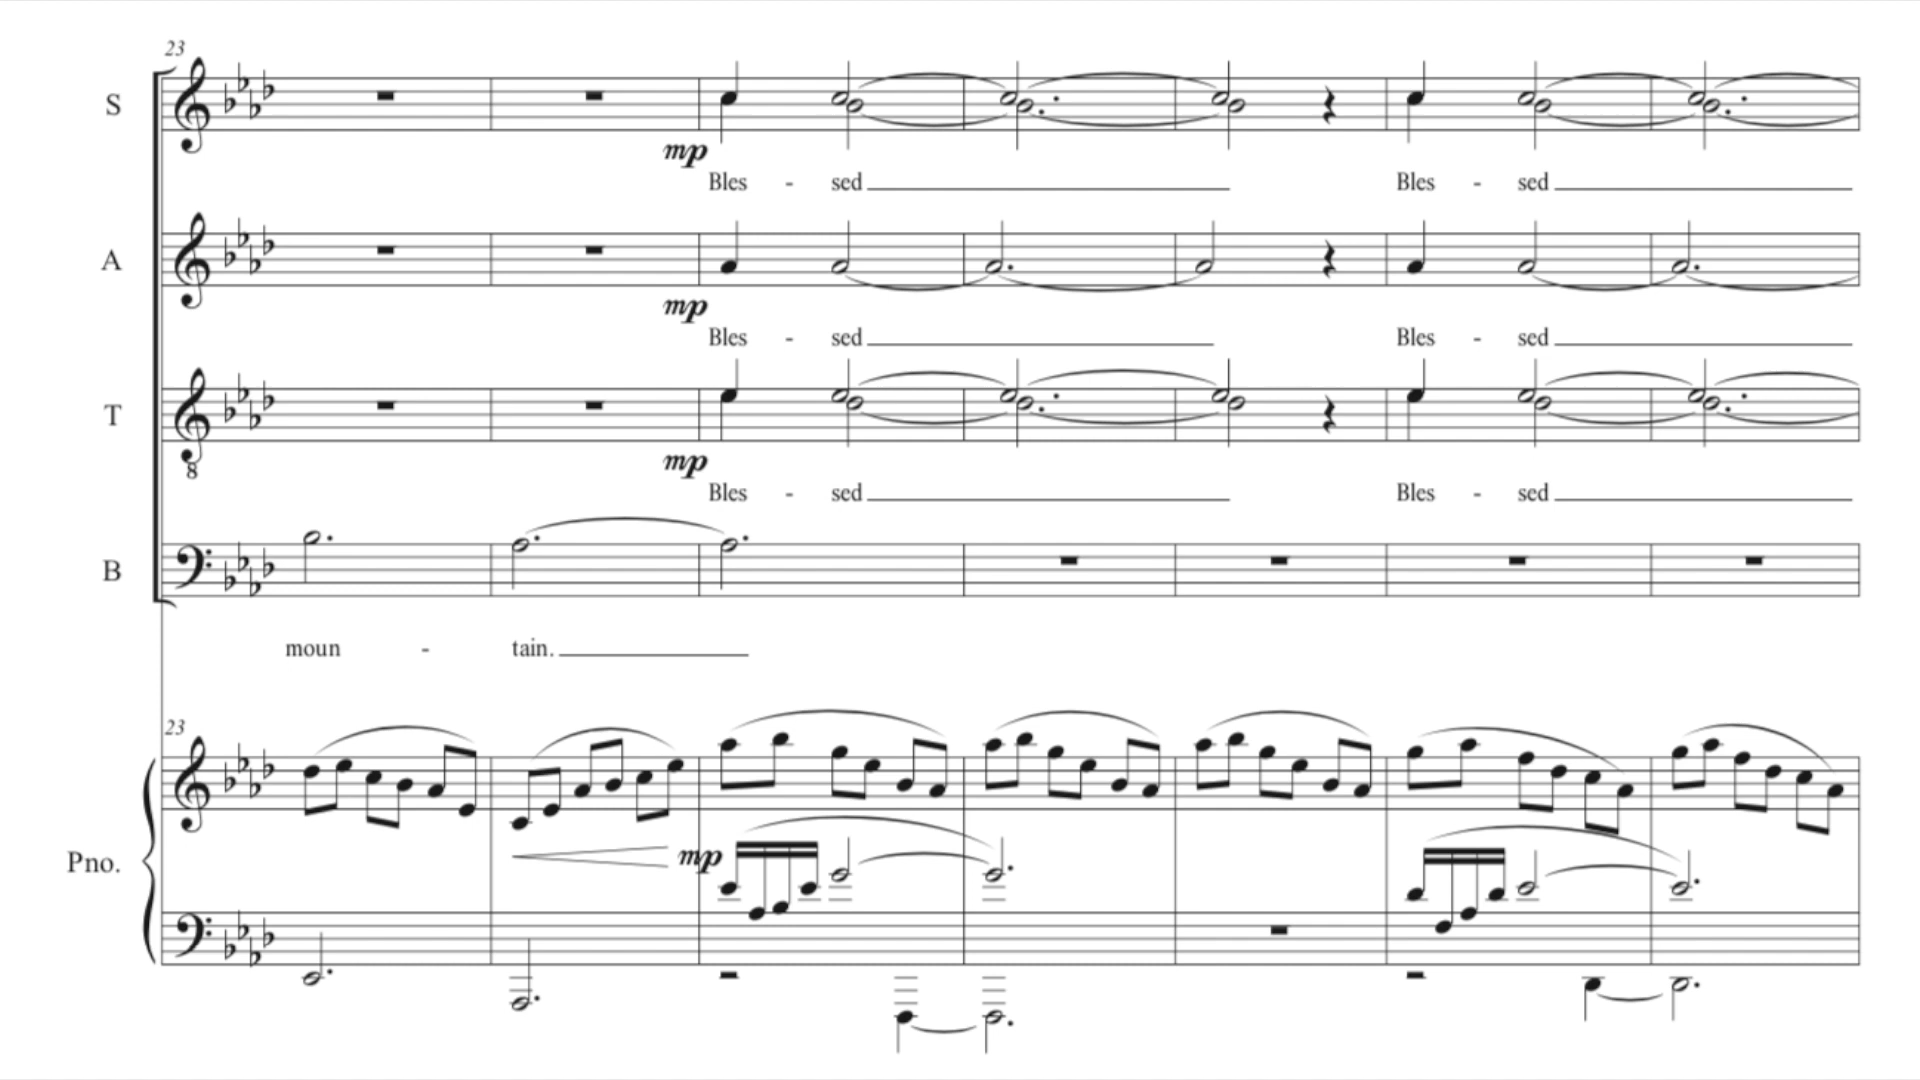 23
S
mp
Bles - sed Bles - sed
A
mp
Bles - sed Bles - sed
T
8
mp
Bles - sed Bles - sed
B
moun - tain.
23
Pno.
mp